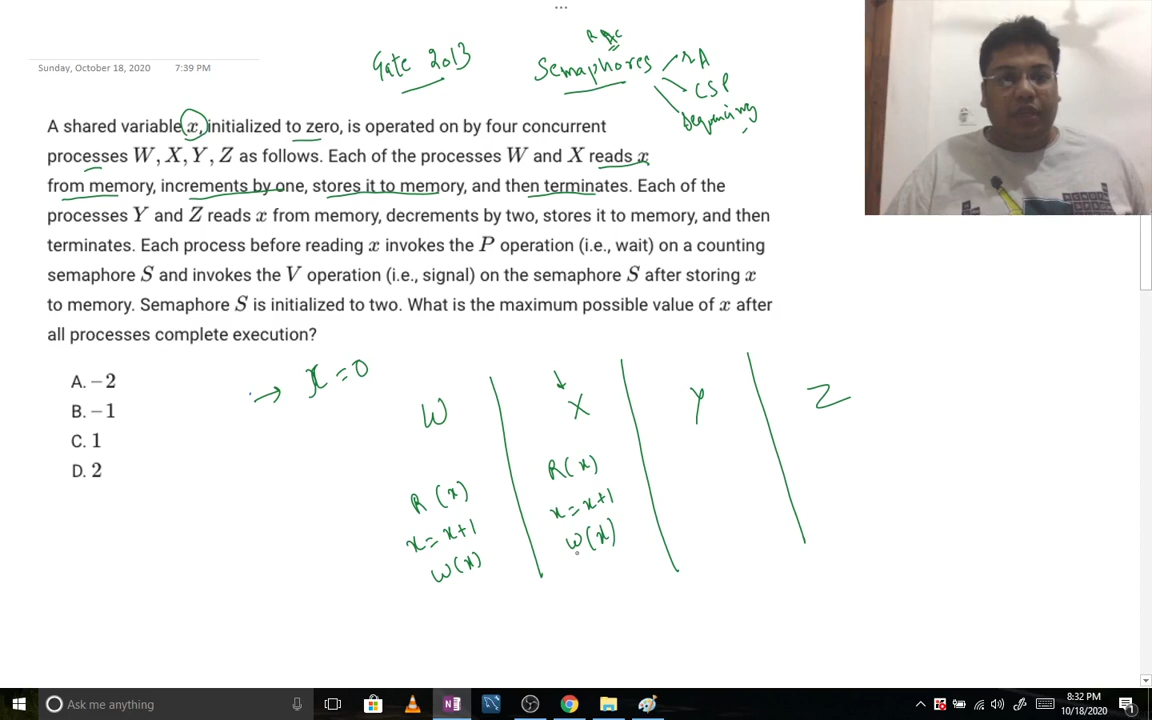 Sunday, October 18, 2020 7:39 PM
Gate 2013
Semaphores
CSP
A shared variable x, initialized to zero, is operated on by four concurrent
processes W, X, Y, Z as follows. Each of the processes W and X reads x
from memory, increments by one, stores it to memory, and then terminates. Each of the
processes Y and Z reads x from memory, decrements by two, stores it to memory, and then
terminates. Each process before reading x invokes the P operation (i.e., wait) on a counting
semaphore S and invokes the V operation (i.e., signal) on the semaphore S after storing x
to memory. Semaphore S is initialized to two. What is the maximum possible value of x after
all processes complete execution?
A. −2
B. −1
C. 1
D. 2
→ x = 0
W X Y Z
R(x) R(x)
x = x+1 x = x+1
W(x) W(x)
Ask me anything
8:32 PM
10/18/2020